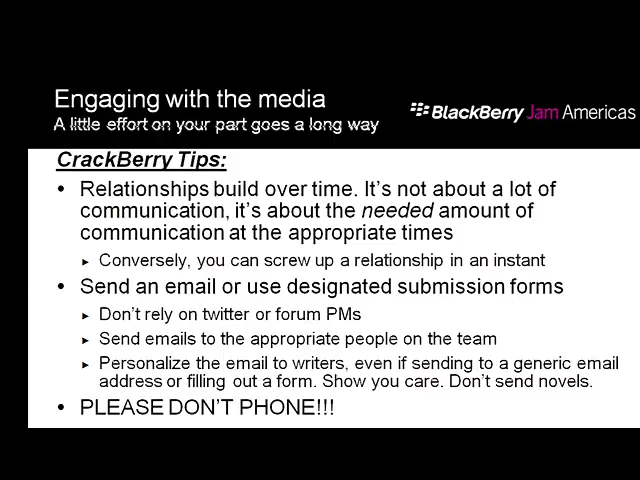 Engaging with the media
A little effort on your part goes a long way
BlackBerry Jam Americas
CrackBerry Tips:
• Relationships build over time. It's not about a lot of
communication, it's about the needed amount of
communication at the appropriate times
► Conversely, you can screw up a relationship in an instant
• Send an email or use designated submission forms
► Don't rely on twitter or forum PMs
► Send emails to the appropriate people on the team
► Personalize the email to writers, even if sending to a generic email
address or filling out a form. Show you care. Don't send novels.
• PLEASE DON'T PHONE!!!